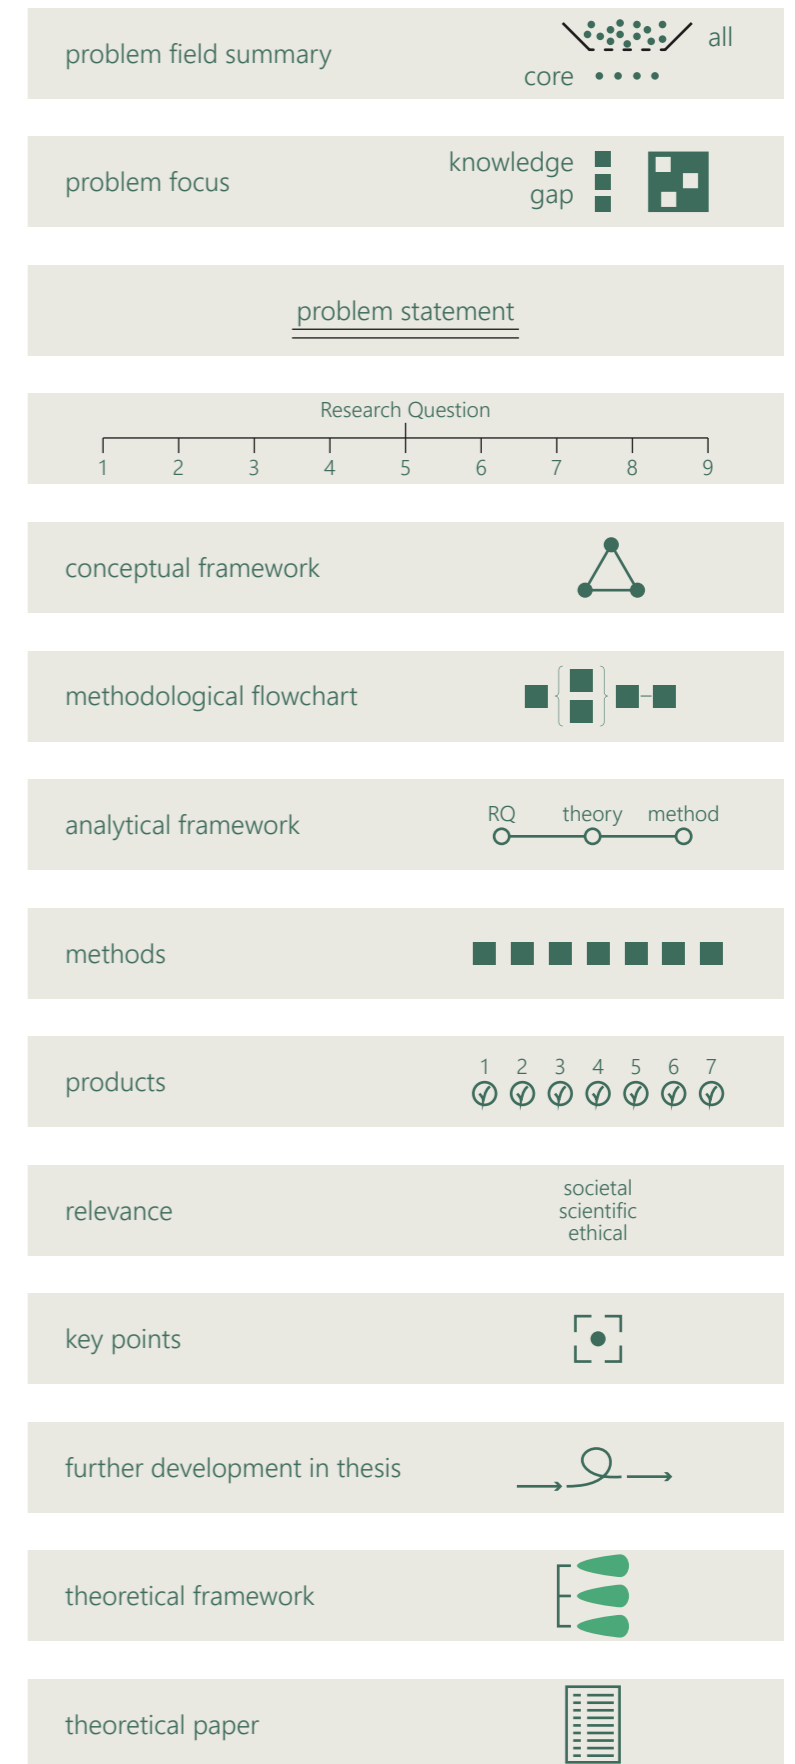 problem field summary
all
core
problem focus
knowledge
gap
problem statement
Research Question
1 2 3 4 5 6 7 8 9
conceptual framework
methodological flowchart
analytical framework
RQ theory method
methods
products
1 2 3 4 5 6 7
relevance
societal
scientific
ethical
key points
further development in thesis
theoretical framework
theoretical paper